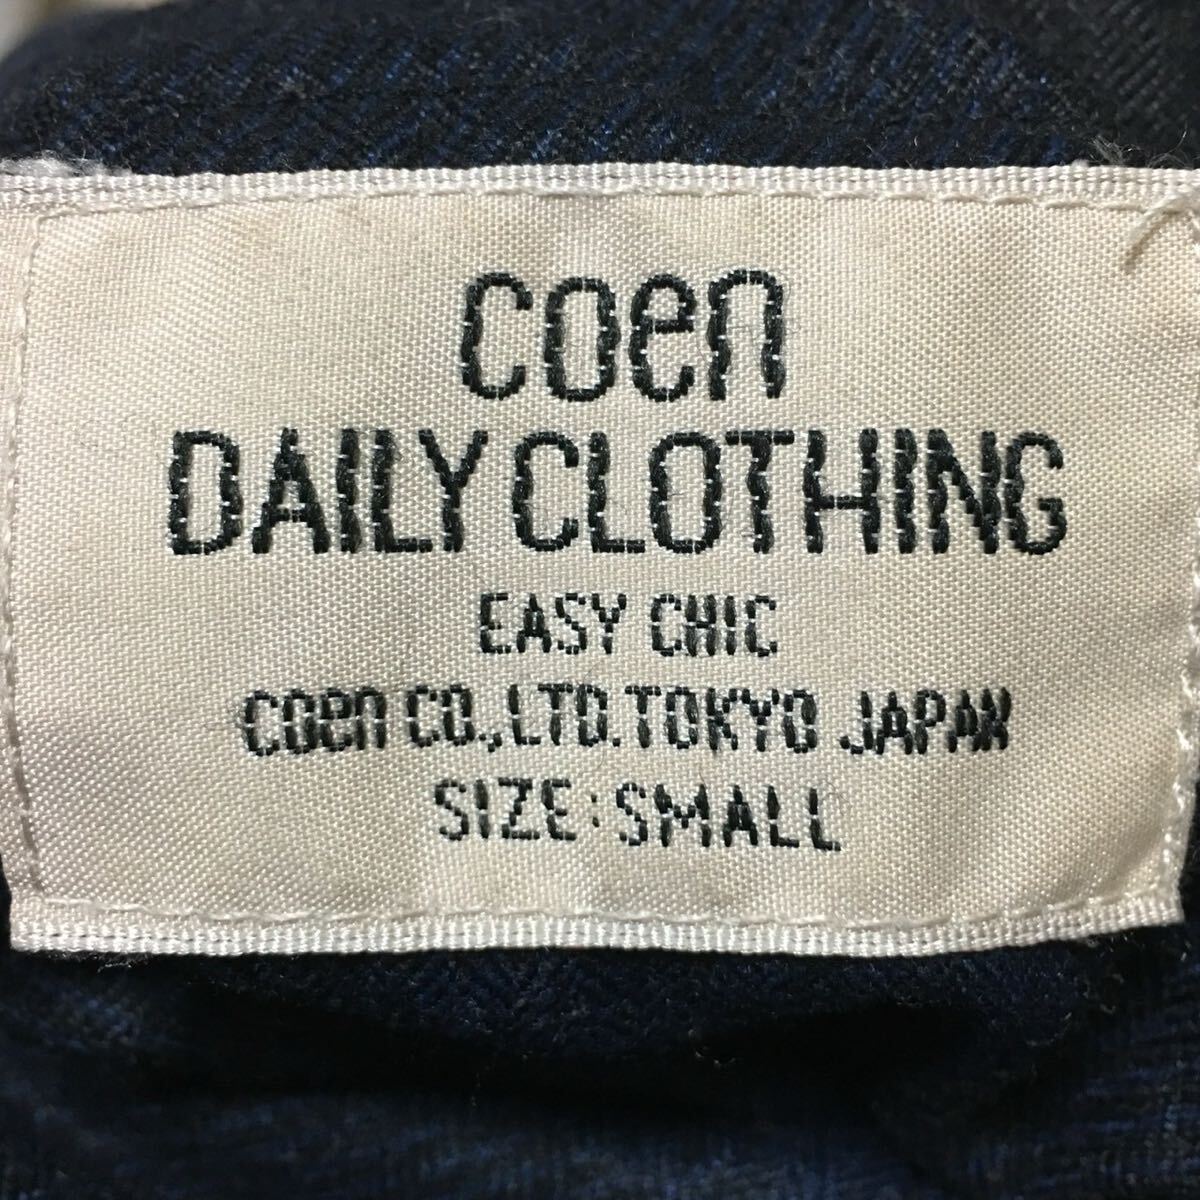 coen
DAILY CLOTHING
EASY CHIC
coen CO.,LTD.TOKYO JAPAN
SIZE:SMALL